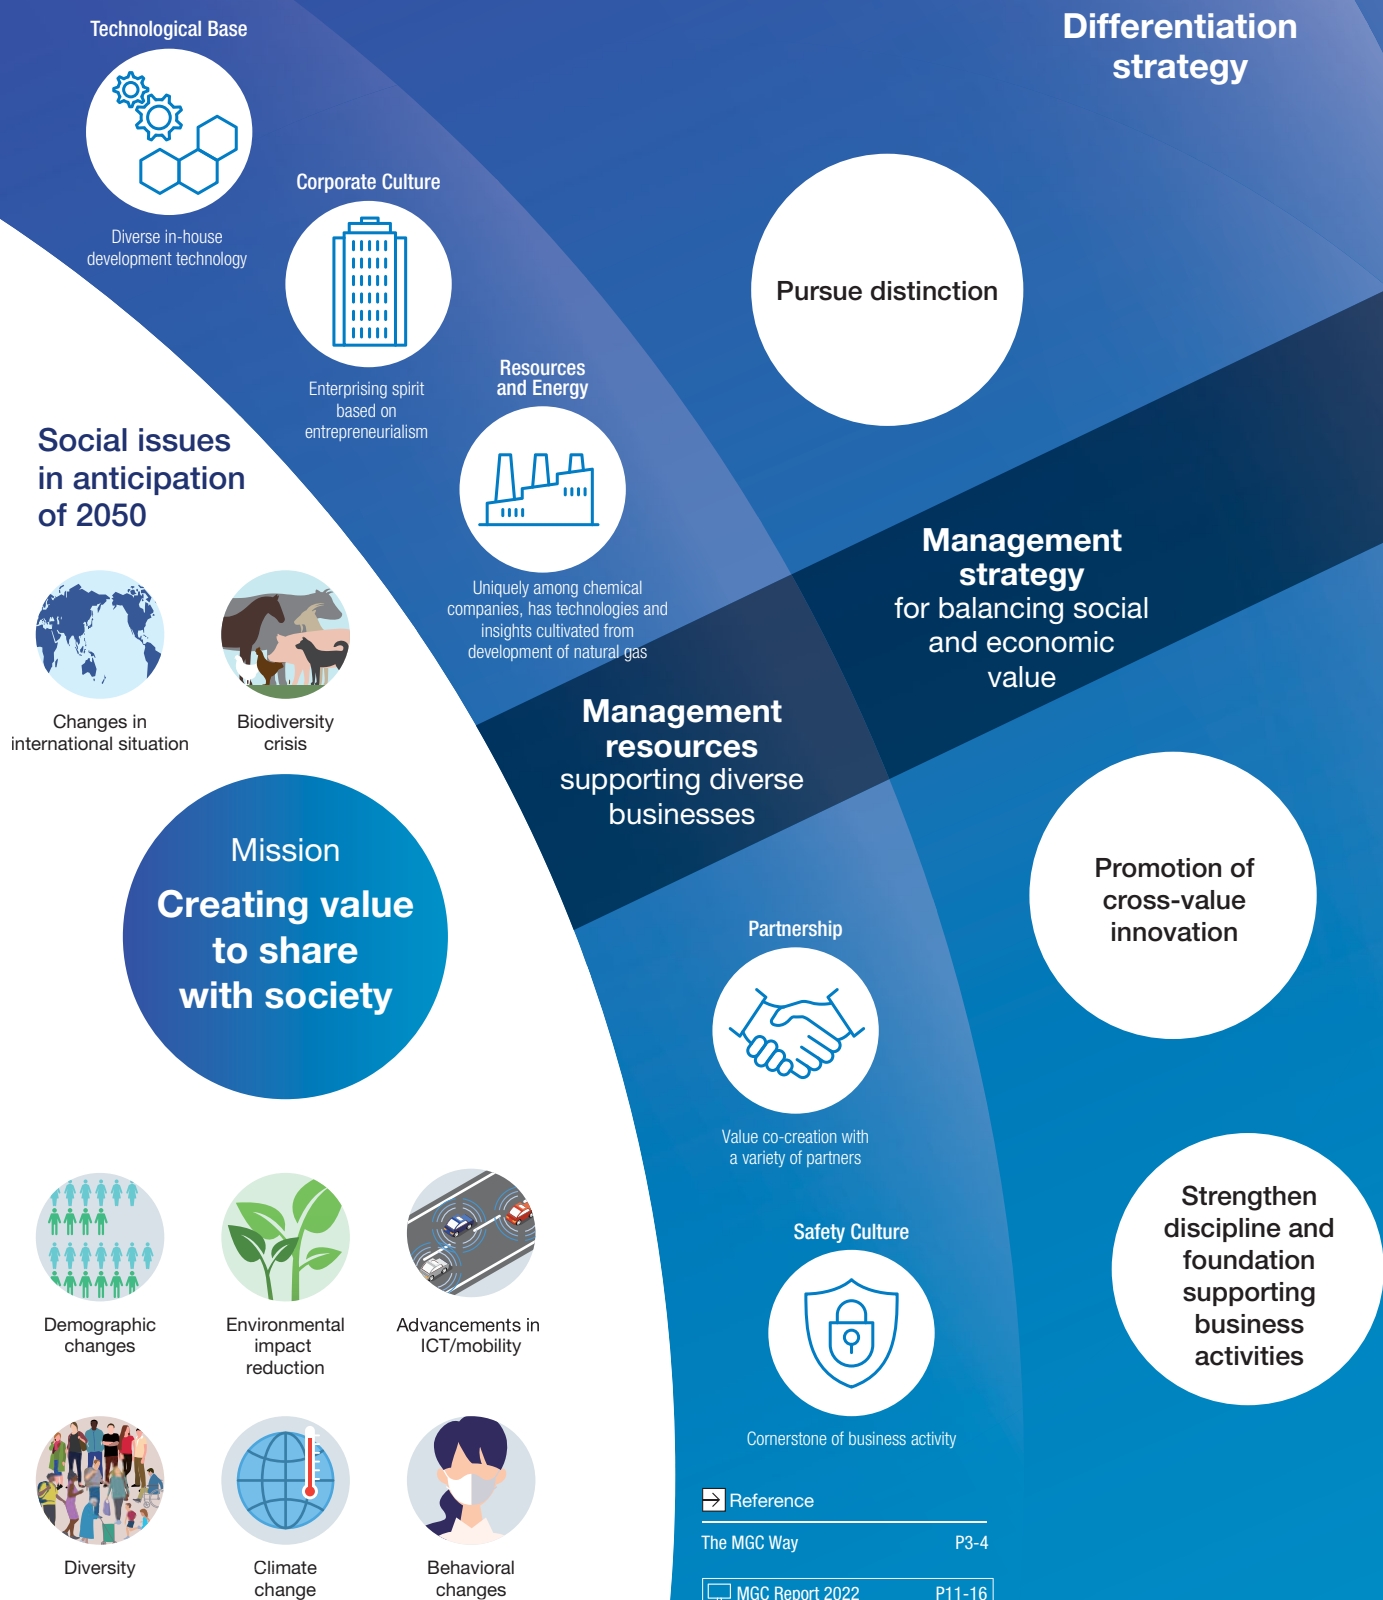 Technological Base
Diverse in-house
development technology
Corporate Culture
Enterprising spirit
based on
entrepreneurialism
Resources
and Energy
Uniquely among chemical
companies, has technologies and
insights cultivated from
development of natural gas
Differentiation
strategy
Pursue distinction
Social issues
in anticipation
of 2050
Changes in
international situation
Biodiversity
crisis
Management
strategy
for balancing social
and economic
value
Management
resources
supporting diverse
businesses
Mission
Creating value
to share
with society
Promotion of
cross-value
innovation
Partnership
Value co-creation with
a variety of partners
Strengthen
discipline and
foundation
supporting
business
activities
Safety Culture
Cornerstone of business activity
Demographic
changes
Environmental
impact
reduction
Advancements in
ICT/mobility
Diversity
Climate
change
Behavioral
changes
Reference
The MGC Way P3-4
MGC Report 2022 P11-16